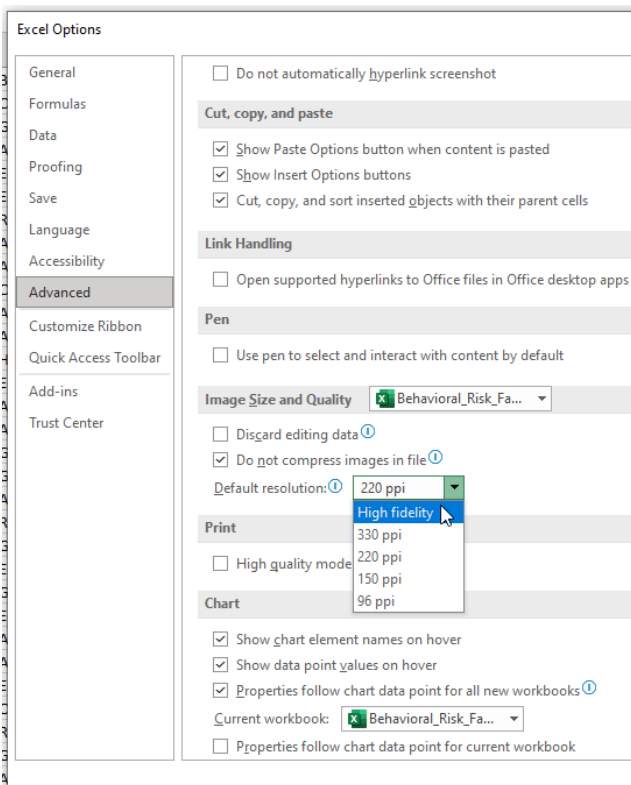 Excel Options
General
Formulas
Data
Proofing
Save
Language
Accessibility
Advanced
Customize Ribbon
Quick Access Toolbar
Add-ins
Trust Center
Do not automatically hyperlink screenshot
Cut, copy, and paste
Show Paste Options button when content is pasted
Show Insert Options buttons
Cut, copy, and sort inserted objects with their parent cells
Link Handling
Open supported hyperlinks to Office files in Office desktop apps
Pen
Use pen to select and interact with content by default
Image Size and Quality Behavioral_Risk_Fa...
Discard editing data
Do not compress images in file
Default resolution: 220 ppi
High fidelity
330 ppi
220 ppi
150 ppi
96 ppi
Print
High quality mode
Chart
Show chart element names on hover
Show data point values on hover
Properties follow chart data point for all new workbooks
Current workbook: Behavioral_Risk_Fa...
Properties follow chart data point for current workbook